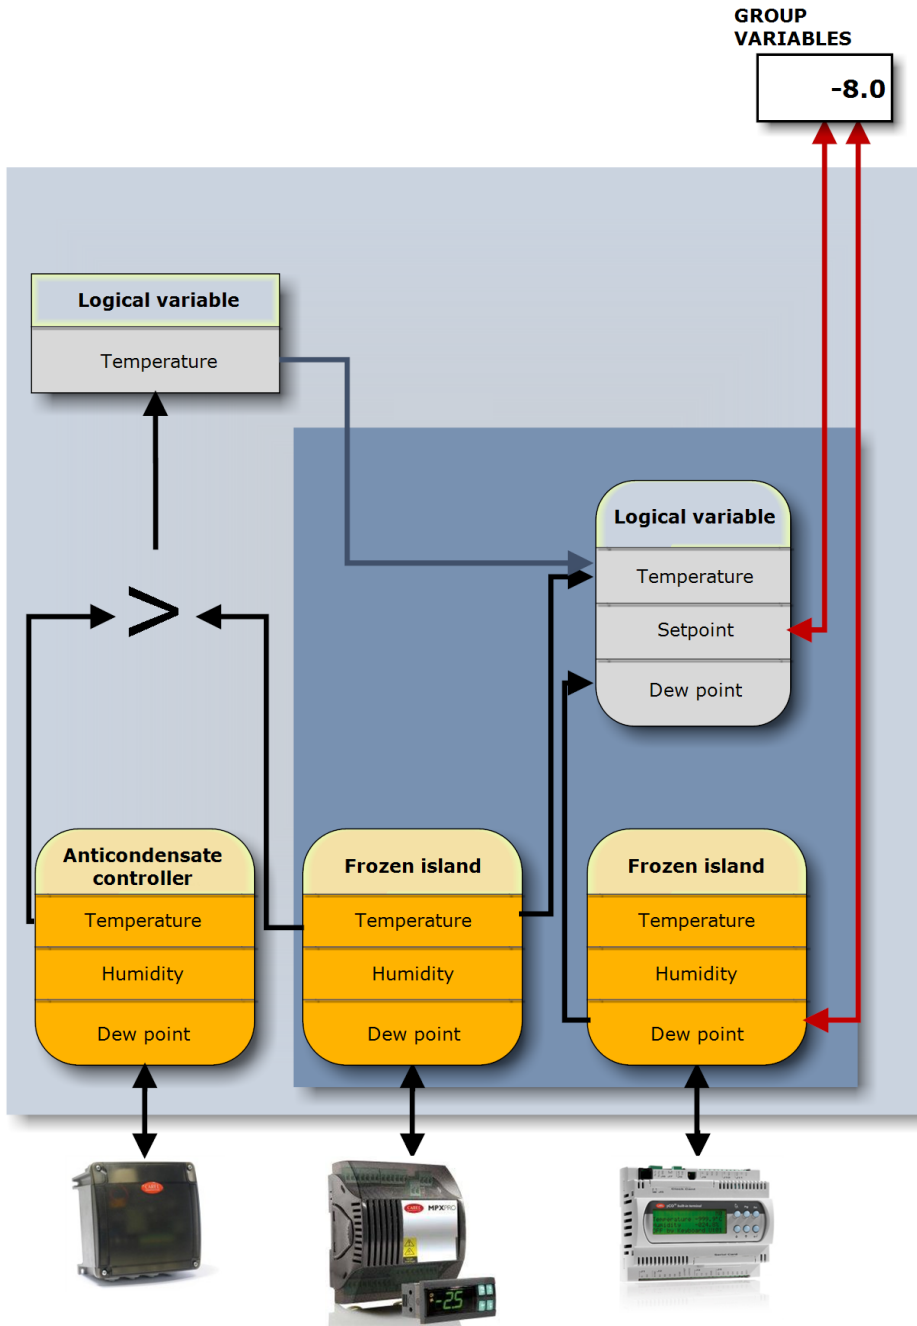 GROUP
VARIABLES
-8.0
Logical variable
Temperature
Logical variable
Temperature
Setpoint
Dew point
>
Anticondensate
controller
Temperature
Humidity
Dew point
Frozen island
Temperature
Humidity
Dew point
Frozen island
Temperature
Humidity
Dew point
CAREL
MPXPRO
-25